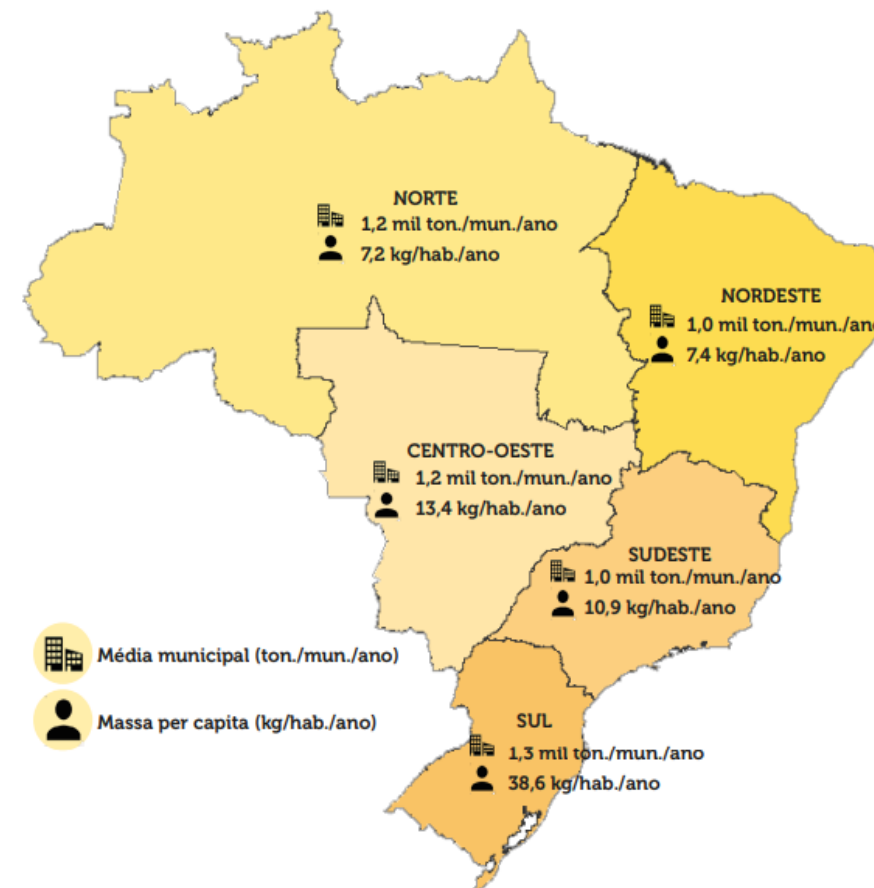 NORTE
1,2 mil ton./mun./ano
7,2 kg/hab./ano
NORDESTE
1,0 mil ton./mun./ano
7,4 kg/hab./ano
CENTRO-OESTE
1,2 mil ton./mun./ano
13,4 kg/hab./ano
SUDESTE
1,0 mil ton./mun./ano
10,9 kg/hab./ano
Média municipal (ton./mun./ano)
Massa per capita (kg/hab./ano)
SUL
1,3 mil ton./mun./ano
38,6 kg/hab./ano